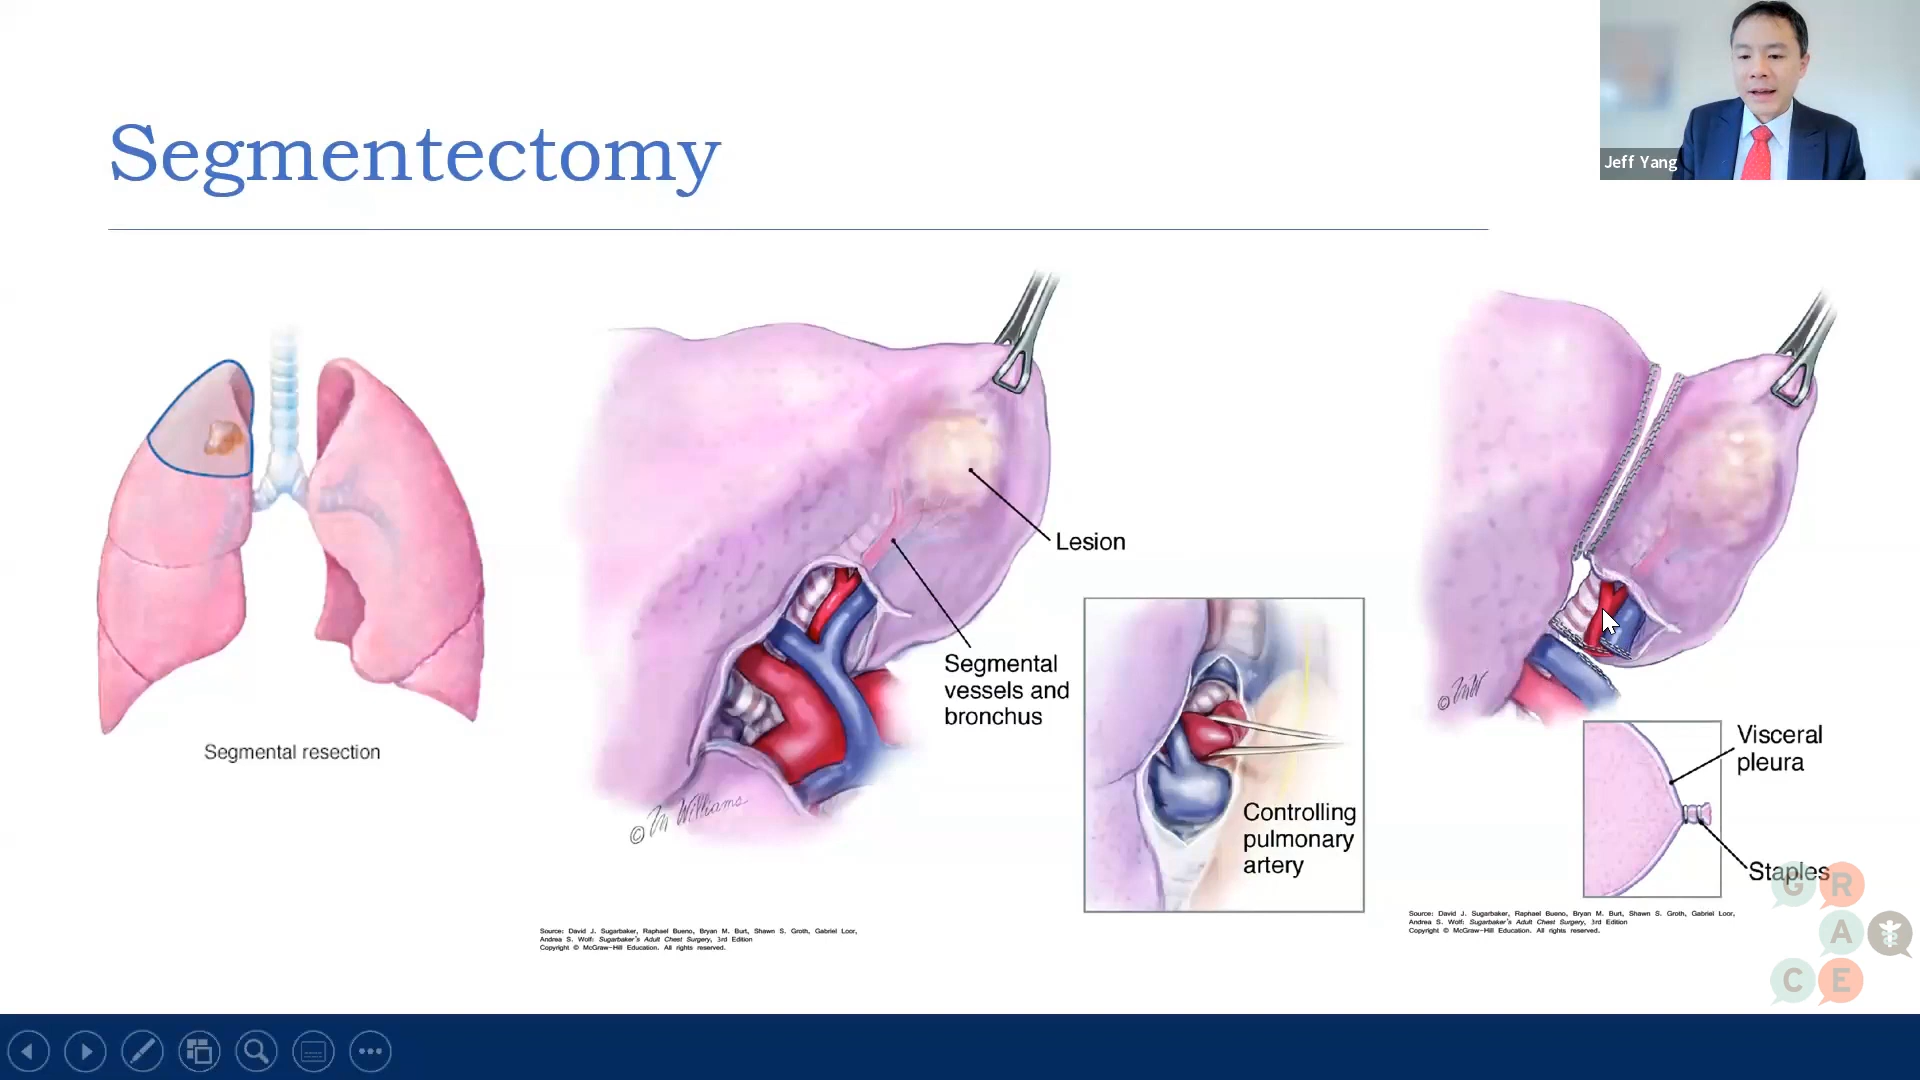 Segmentectomy
Jeff Yang
Segmental resection
Lesion
Segmental
vessels and
bronchus
© M Williams
Controlling
pulmonary
artery
Source: David J. Sugarbaker, Raphael Bueno, Bryan M. Burt, Shawn S. Groth, Gabriel Loor,
Andrea S. Wolf: Sugarbaker's Adult Chest Surgery, 3rd Edition
Copyright © McGraw-Hill Education. All rights reserved.
© MW
Visceral
pleura
Staples
Source: David J. Sugarbaker, Raphael Bueno, Bryan M. Burt, Shawn S. Groth, Gabriel Loor,
Andrea S. Wolf: Sugarbaker's Adult Chest Surgery, 3rd Edition
Copyright © McGraw-Hill Education. All rights reserved.
G R
A
C E